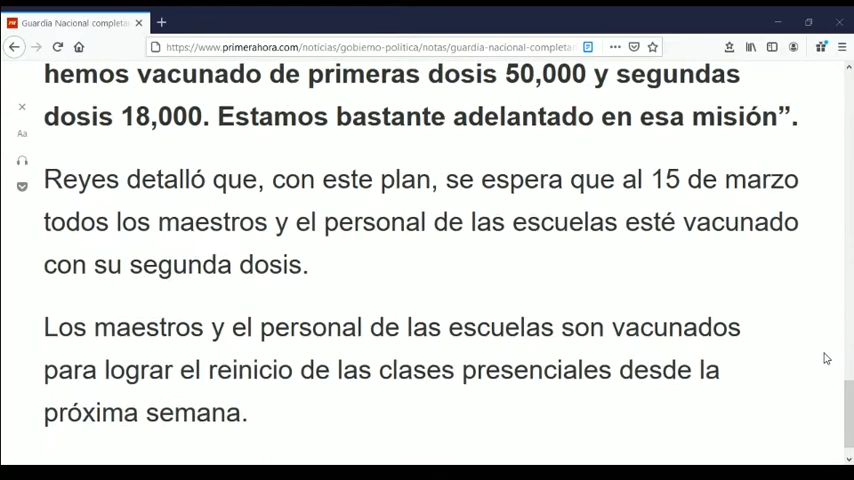 Guardia Nacional completa
https://www.primerahora.com/noticias/gobierno-politica/notas/guardia-nacional-completa
hemos vacunado de primeras dosis 50,000 y segundas
dosis 18,000. Estamos bastante adelantado en esa misión”.
Aa
Reyes detalló que, con este plan, se espera que al 15 de marzo
todos los maestros y el personal de las escuelas esté vacunado
con su segunda dosis.
Los maestros y el personal de las escuelas son vacunados
para lograr el reinicio de las clases presenciales desde la
próxima semana.